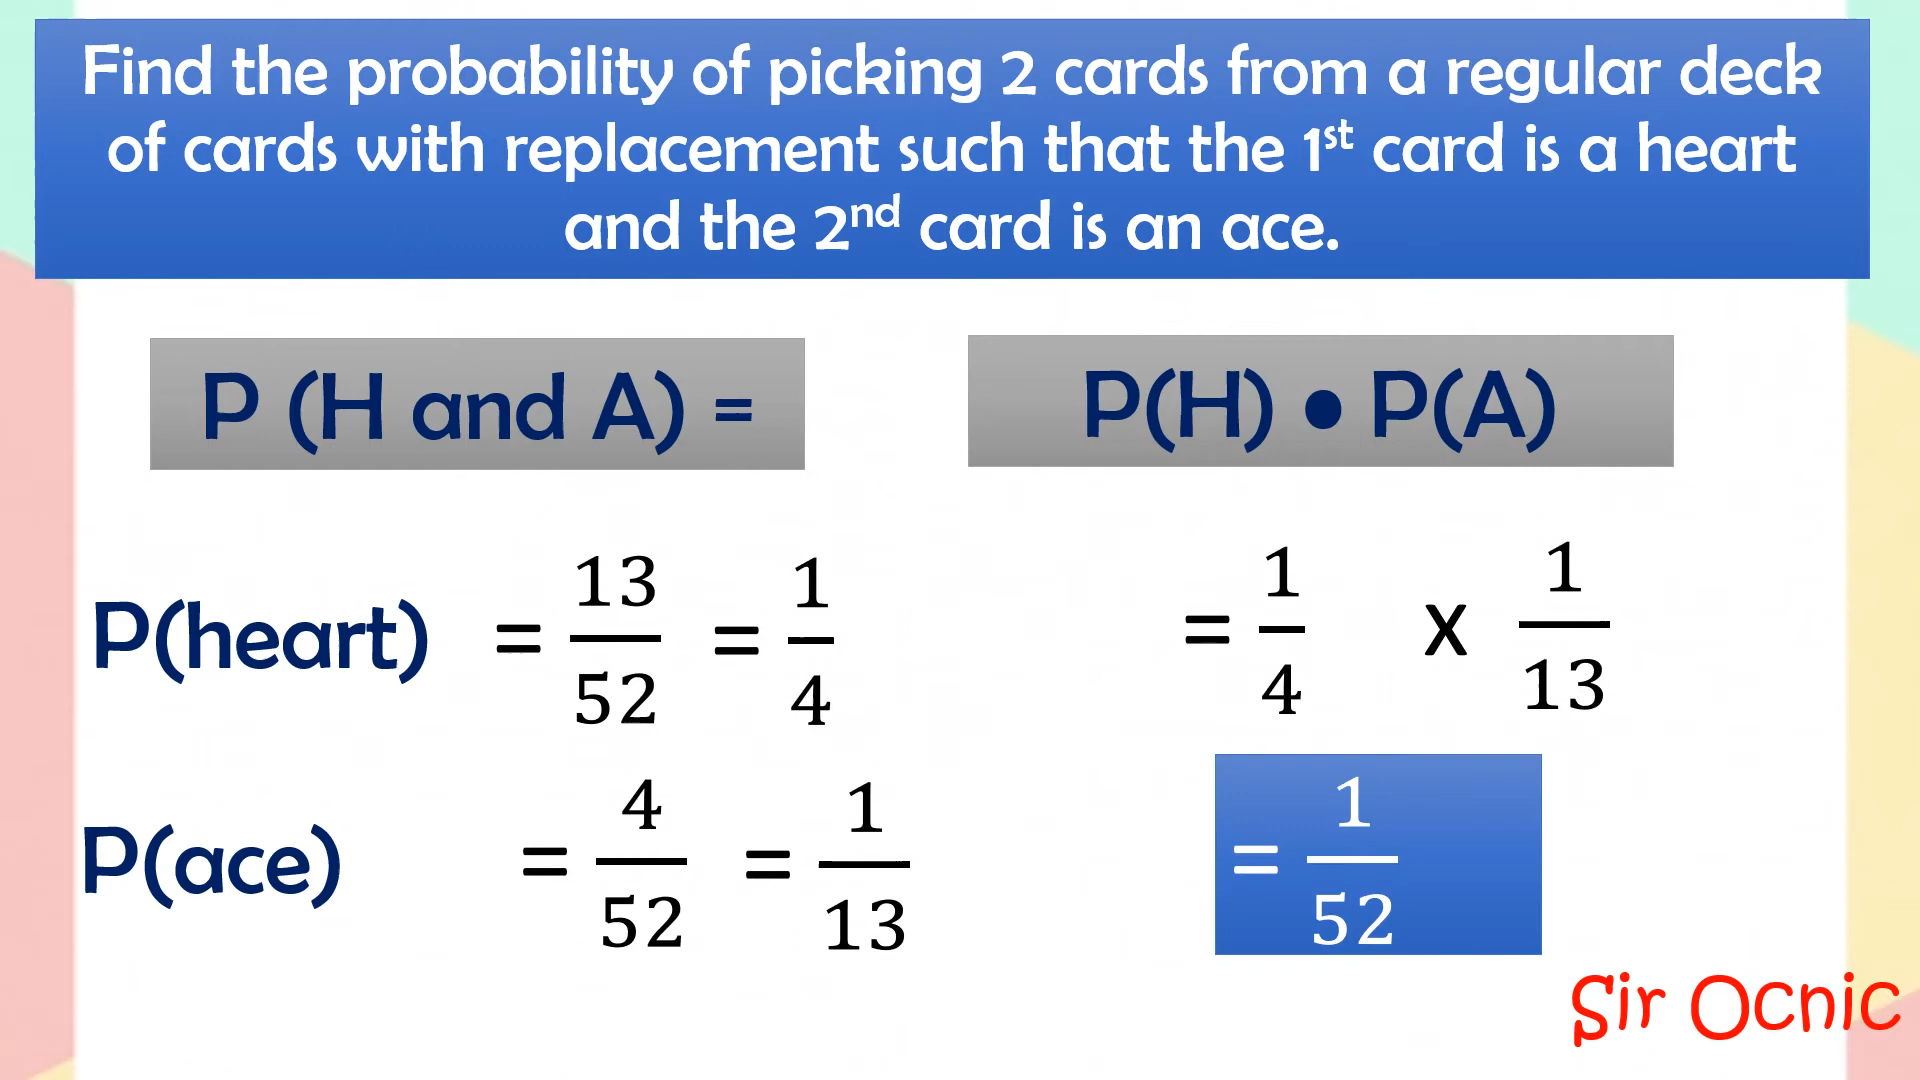 Find the probability of picking 2 cards from a regular deck
of cards with replacement such that the 1st card is a heart
and the 2nd card is an ace.
P (H and A) =
P(H) ● P(A)
P(heart) = 13/52 = 1/4
= 1/4 x 1/13
P(ace) = 4/52 = 1/13
= 1/52
Sir Ocnic